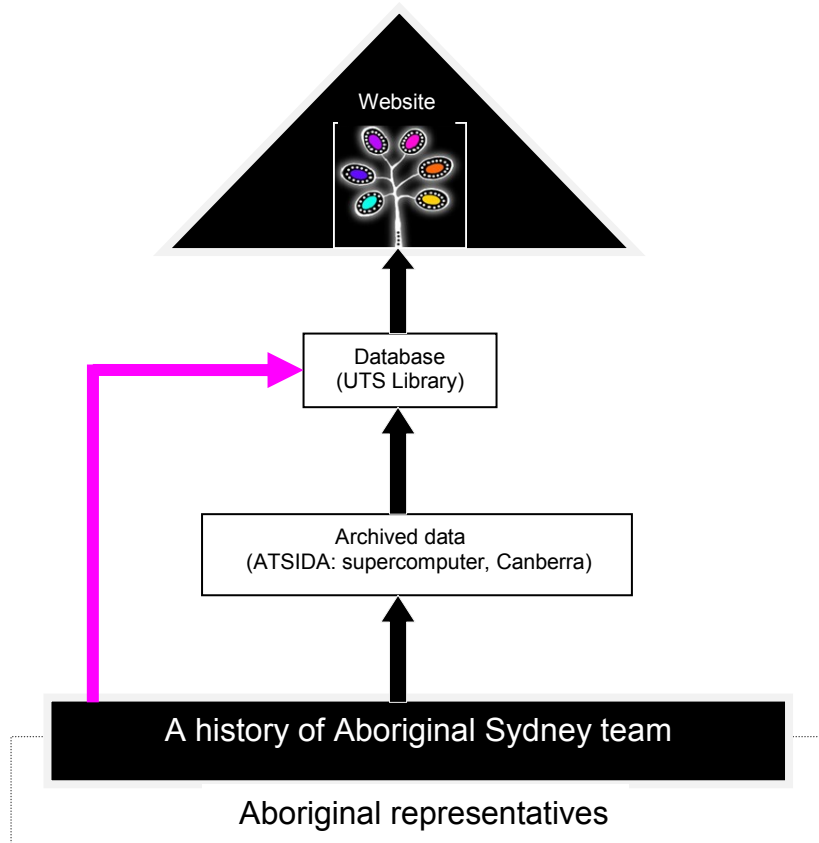 Website
Database
(UTS Library)
Archived data
(ATSIDA: supercomputer, Canberra)
A history of Aboriginal Sydney team
Aboriginal representatives